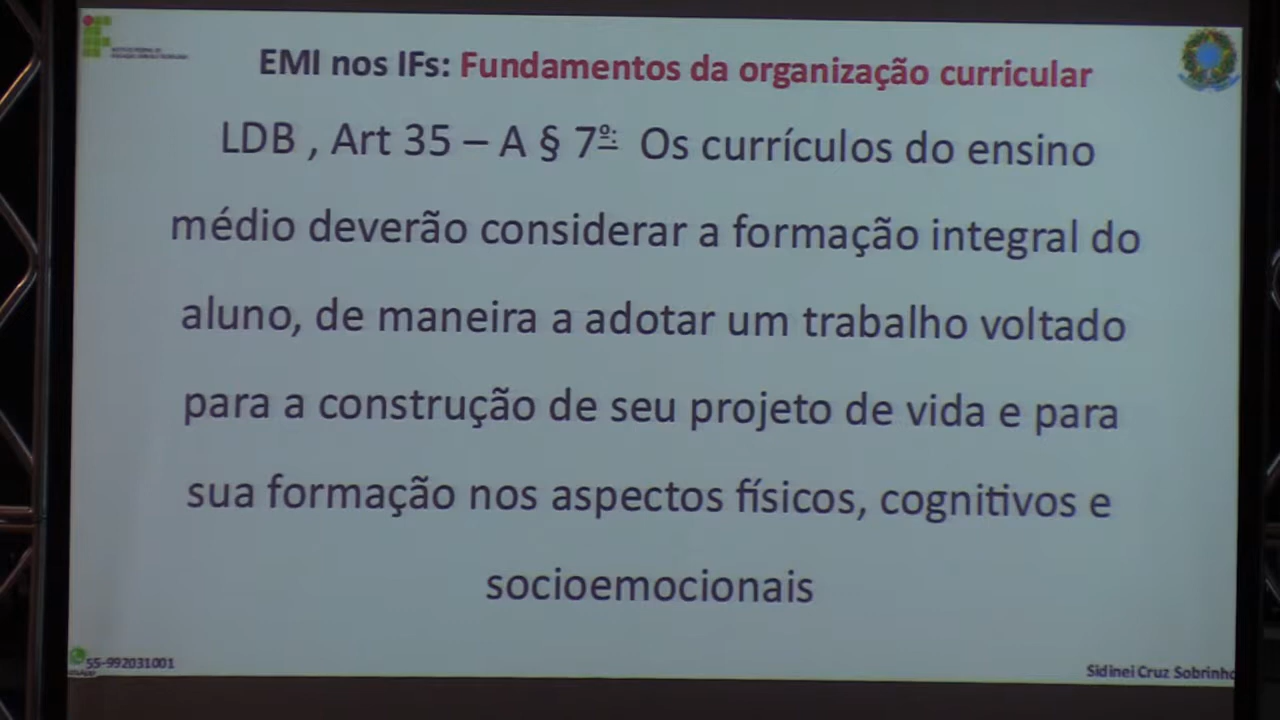 EMI nos IFs: Fundamentos da organização curricular
LDB , Art 35 – A § 7º: Os currículos do ensino
médio deverão considerar a formação integral do
aluno, de maneira a adotar um trabalho voltado
para a construção de seu projeto de vida e para
sua formação nos aspectos físicos, cognitivos e
socioemocionais
55-992031001
Sidinei Cruz Sobrinho